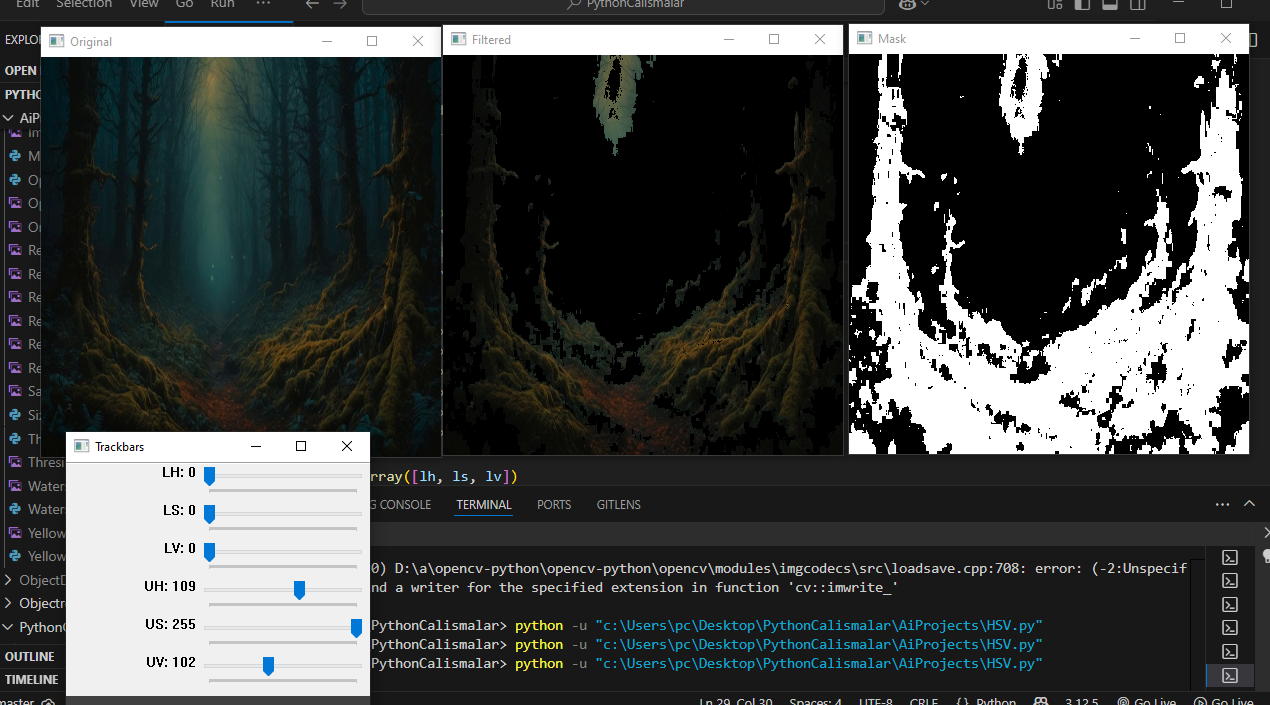 Edit Selection View Go Run ... PythonCalismalar
Original
Filtered
Mask
EXPLO
OPEN
PYTHO
AiP
Im
M
Op
Op
Or
Re
Re
Re
Re
Re
Re
Sa
Siz
Th
Thresi
Waters
Waters
Yellow
Yellow
ObjectD
Objectre
PythonC
OUTLINE
TIMELINE
master
Trackbars
LH: 0
LS: 0
LV: 0
UH: 109
US: 255
UV: 102
rray([lh, ls, lv])
G CONSOLE TERMINAL PORTS GITLENS
0) D:\a\opencv-python\opencv-python\opencv\modules\imgcodecs\src\loadsave.cpp:708: error: (-2:Unspecif
nd a writer for the specified extension in function 'cv::imwrite_'
PythonCalismalar> python -u "c:\Users\pc\Desktop\PythonCalismalar\AiProjects\HSV.py"
PythonCalismalar> python -u "c:\Users\pc\Desktop\PythonCalismalar\AiProjects\HSV.py"
PythonCalismalar> python -u "c:\Users\pc\Desktop\PythonCalismalar\AiProjects\HSV.py"
Ln 29, Col 30 Spaces: 4 UTF-8 CRLF {} Python 3.12.5 Go Live Go Live